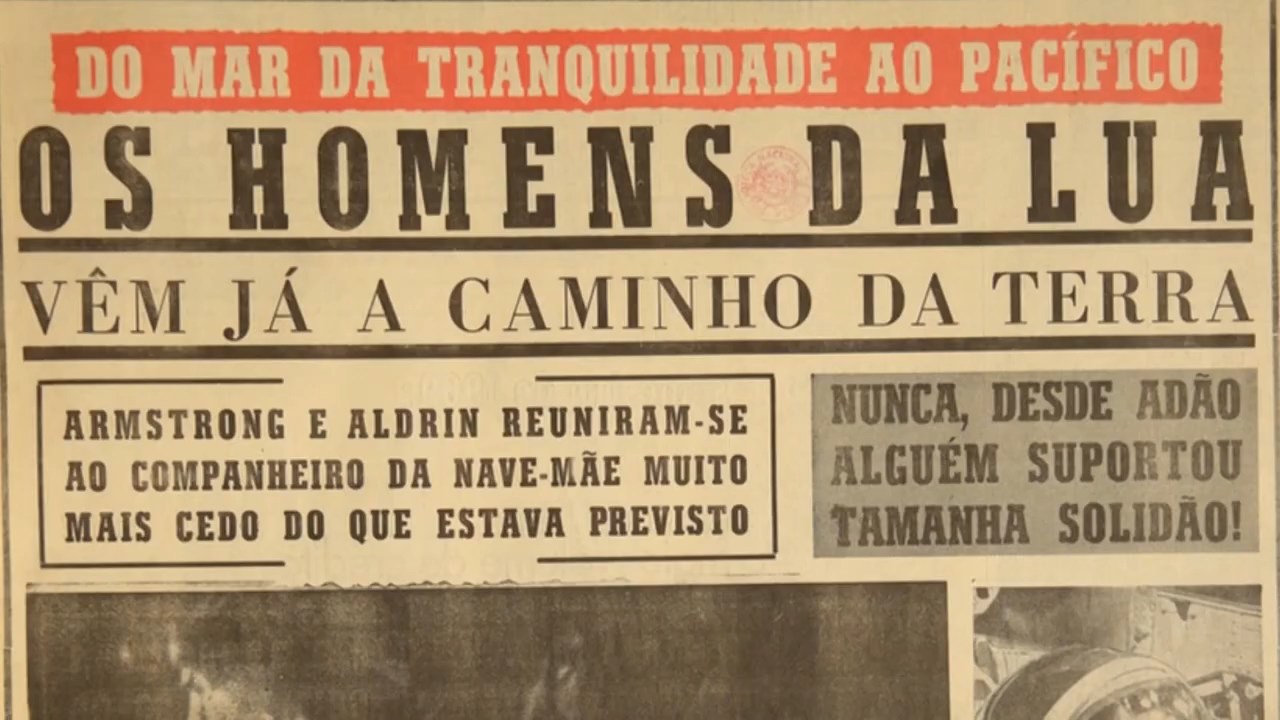 DO MAR DA TRANQUILIDADE AO PACÍFICO
OS HOMENS DA LUA
VÊM JÁ A CAMINHO DA TERRA
ARMSTRONG E ALDRIN REUNIRAM-SE
AO COMPANHEIRO DA NAVE-MÃE MUITO
MAIS CEDO DO QUE ESTAVA PREVISTO
NUNCA, DESDE ADÃO
ALGUÉM SUPORTOU
TAMANHA SOLIDÃO!